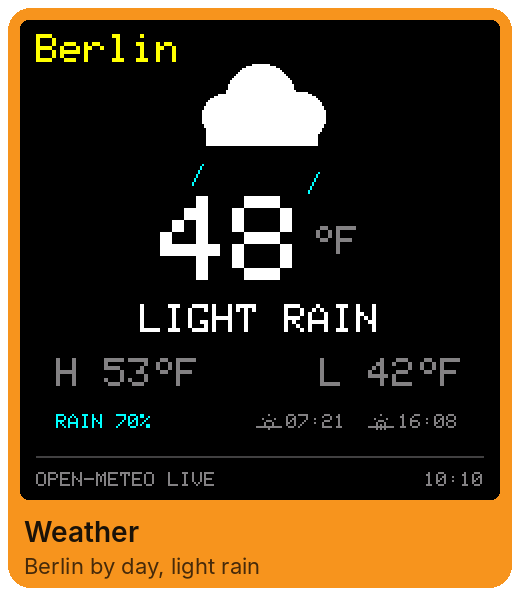 Berlin
48 °F
LIGHT RAIN
H 53°F L 42°F
RAIN 70% 07:21 16:08
OPEN-METEO LIVE 10:10
Weather
Berlin by day, light rain